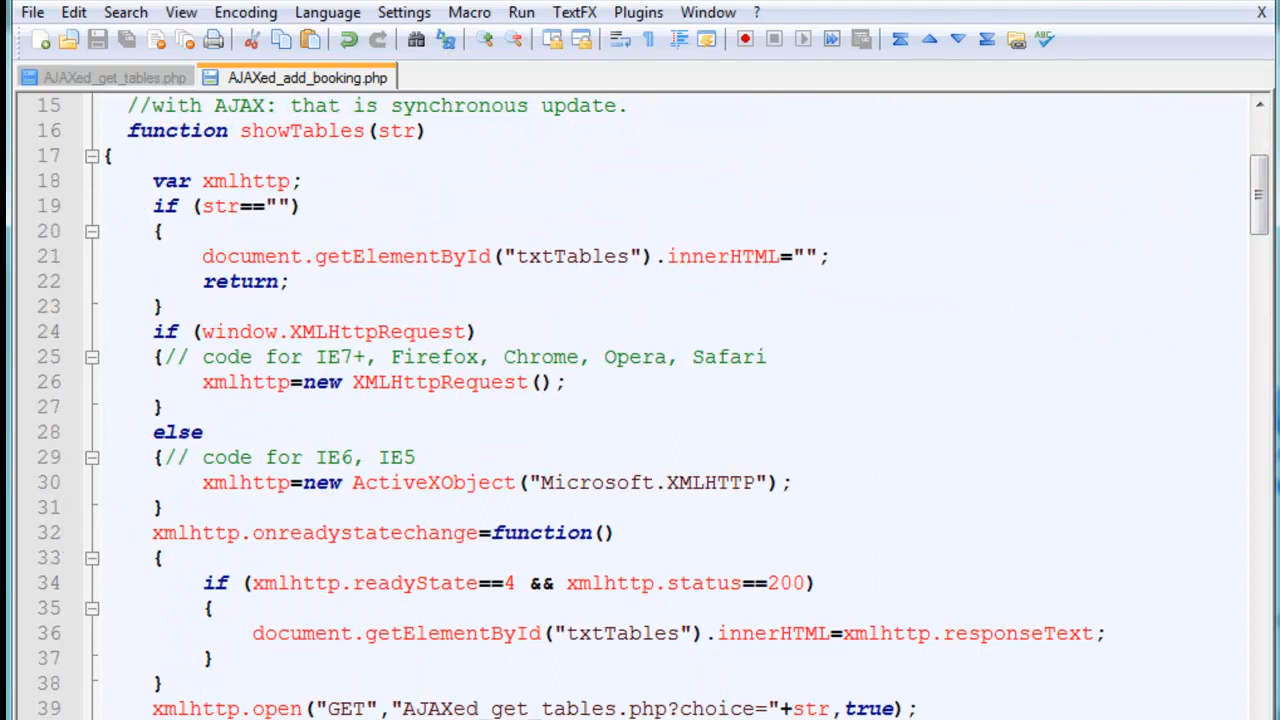 File Edit Search View Encoding Language Settings Macro Run TextFX Plugins Window ? X
AJAXed_get_tables.php AJAXed_add_booking.php
15 //with AJAX: that is synchronous update.
16 function showTables(str)
17 {
18 var xmlhttp;
19 if (str=="")
20 {
21 document.getElementById("txtTables").innerHTML="";
22 return;
23 }
24 if (window.XMLHttpRequest)
25 {// code for IE7+, Firefox, Chrome, Opera, Safari
26 xmlhttp=new XMLHttpRequest();
27 }
28 else
29 {// code for IE6, IE5
30 xmlhttp=new ActiveXObject("Microsoft.XMLHTTP");
31 }
32 xmlhttp.onreadystatechange=function()
33 {
34 if (xmlhttp.readyState==4 && xmlhttp.status==200)
35 {
36 document.getElementById("txtTables").innerHTML=xmlhttp.responseText;
37 }
38 }
39 xmlhttp.open("GET","AJAXed_get_tables.php?choice="+str,true);